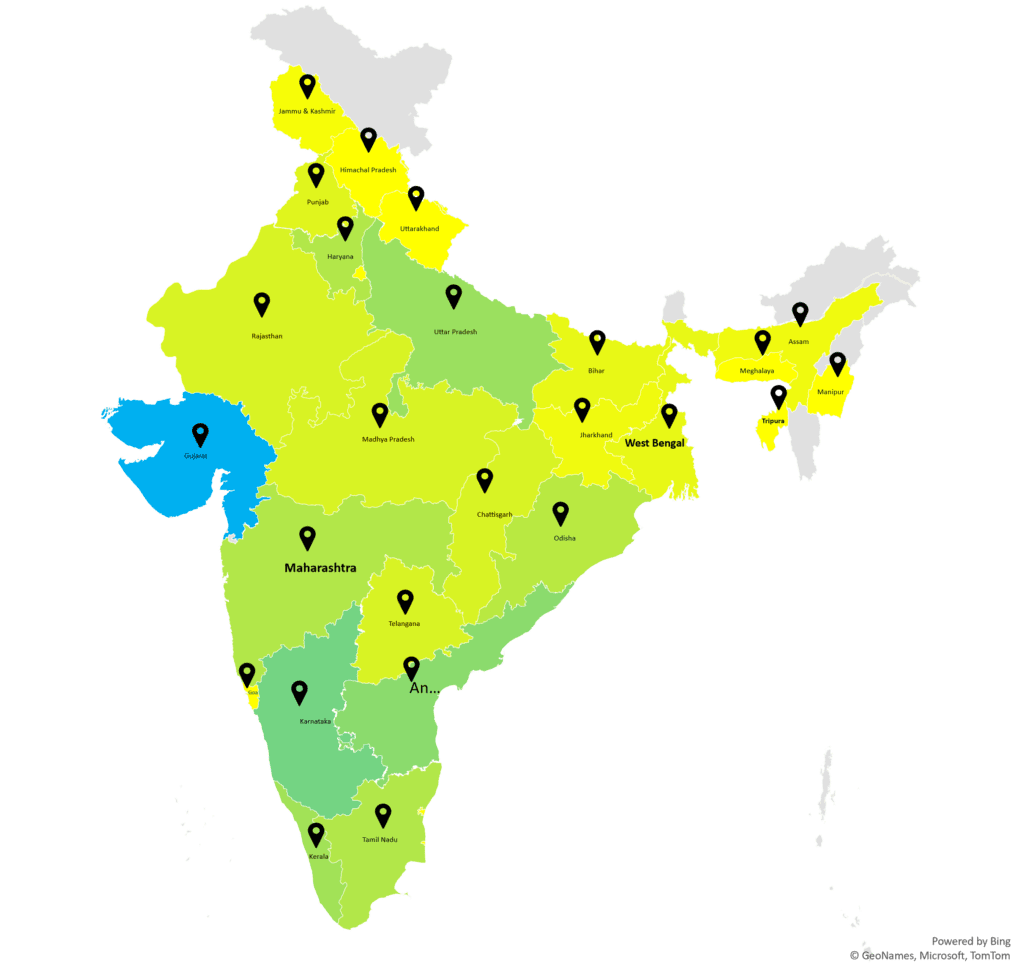 Jammu & Kashmir
Himachal Pradesh
Punjab
Uttarakhand
Haryana
Rajasthan
Uttar Pradesh
Assam
Bihar
Meghalaya
Manipur
Tripura
Jharkhand
West Bengal
Madhya Pradesh
Gujarat
Chattisgarh
Odisha
Maharashtra
Telangana
An...
Goa
Karnataka
Tamil Nadu
Kerala
Powered by Bing
© GeoNames, Microsoft, TomTom